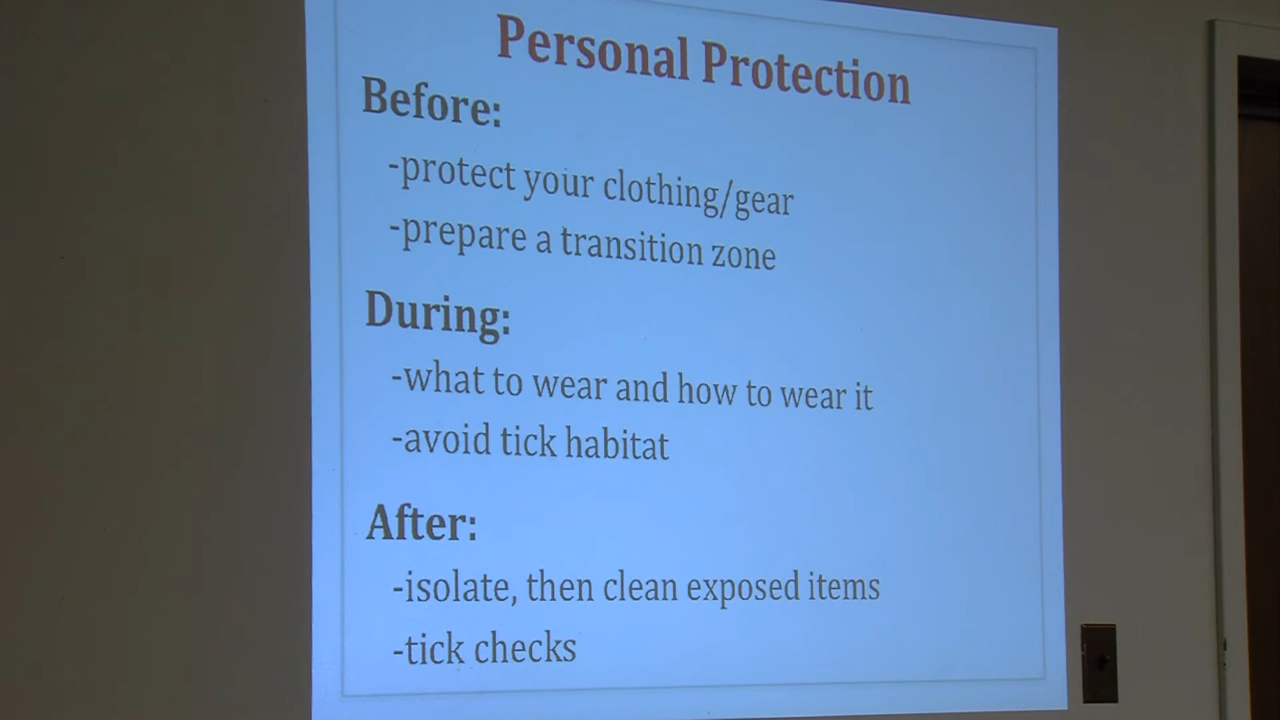 Personal Protection
Before:
-protect your clothing/gear
-prepare a transition zone
During:
-what to wear and how to wear it
-avoid tick habitat
After:
-isolate, then clean exposed items
-tick checks